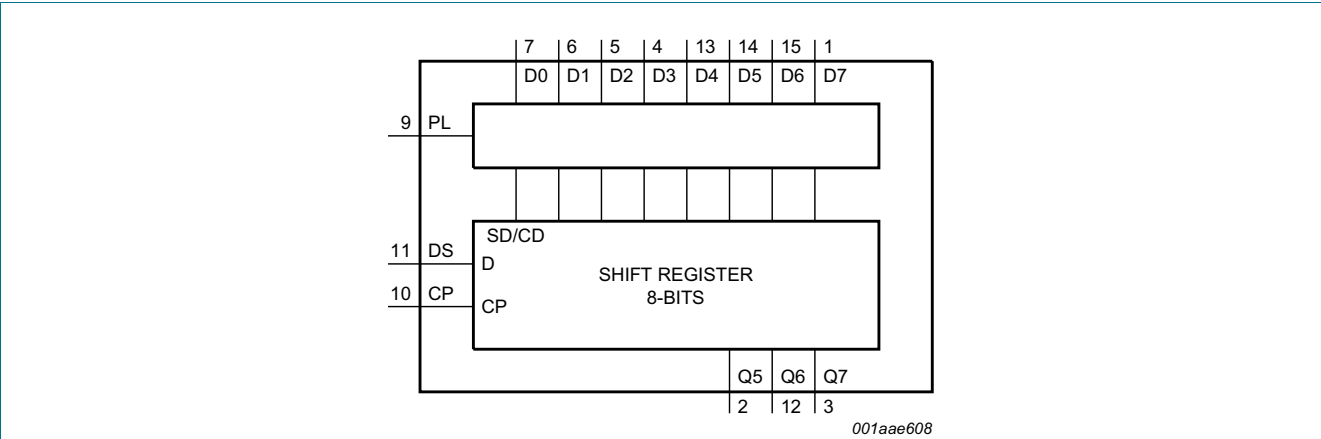 7 6 5 4 13 14 15 1
D0 D1 D2 D3 D4 D5 D6 D7
9 PL
SD/CD
11 DS
D
SHIFT REGISTER
8-BITS
10 CP
CP
Q5 Q6 Q7
2 12 3
001aae608